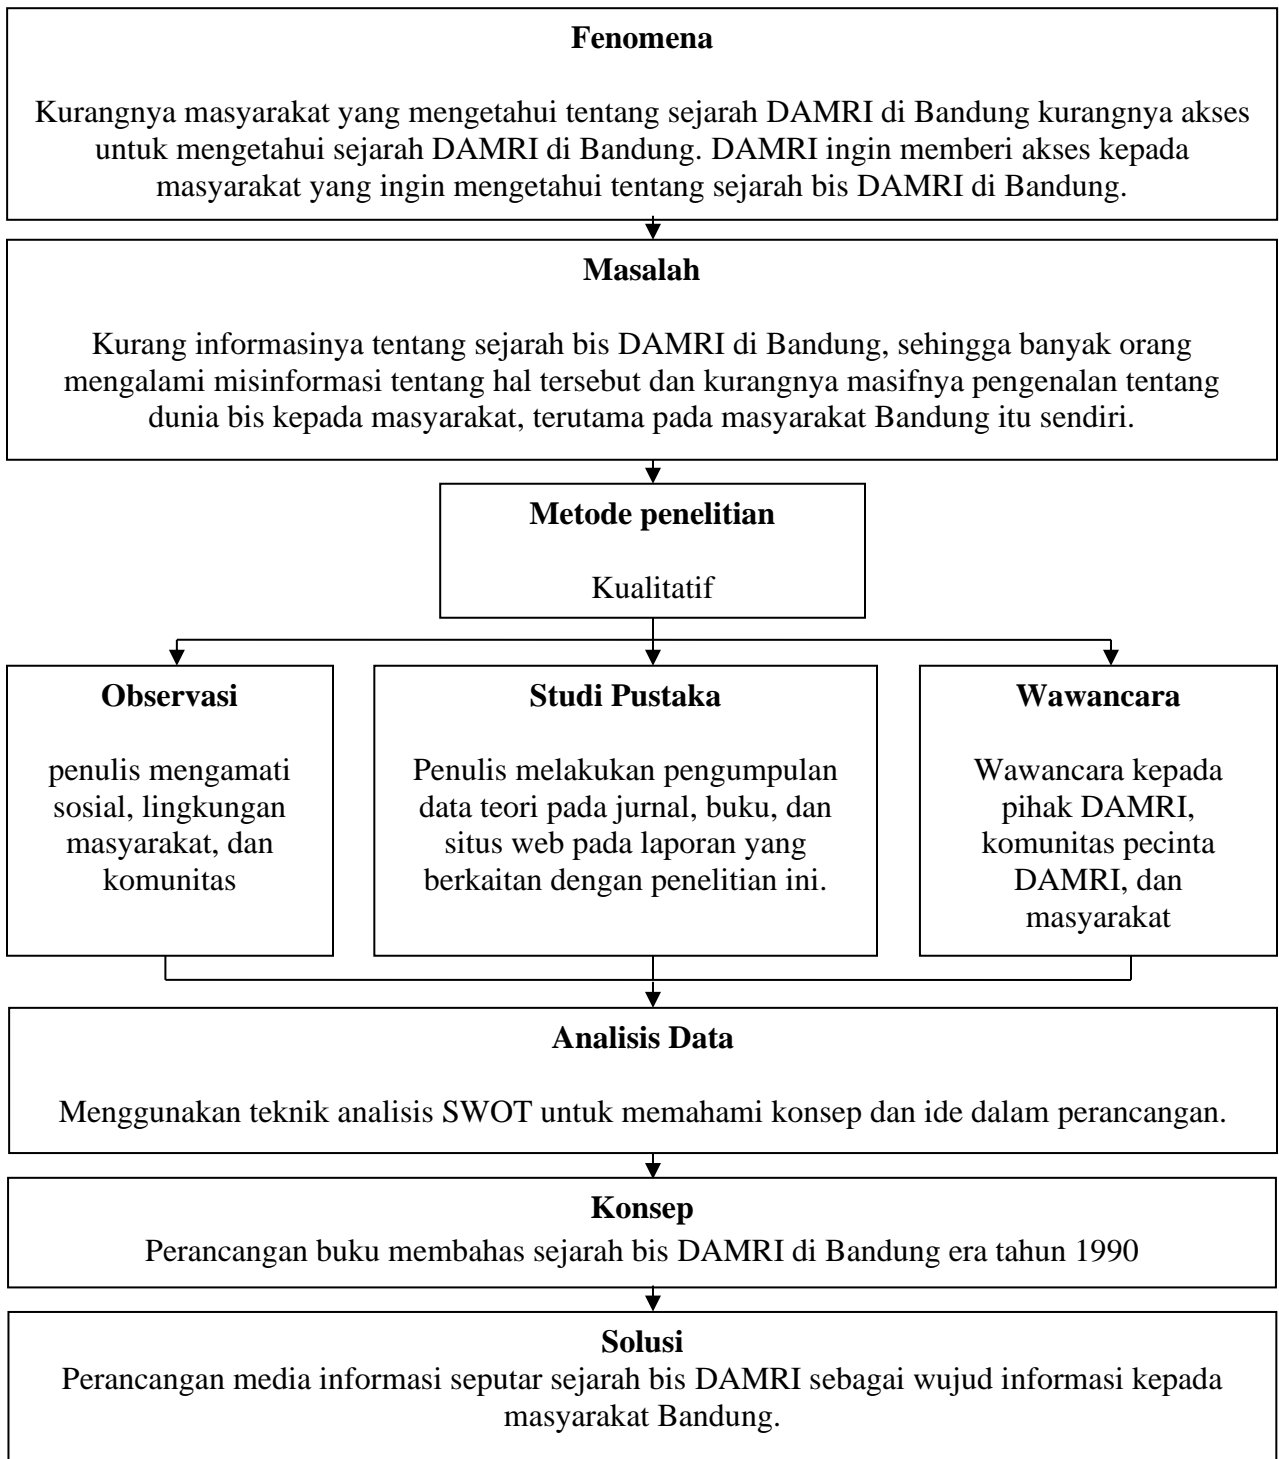 Fenomena
Kurangnya masyarakat yang mengetahui tentang sejarah DAMRI di Bandung kurangnya akses
untuk mengetahui sejarah DAMRI di Bandung. DAMRI ingin memberi akses kepada
masyarakat yang ingin mengetahui tentang sejarah bis DAMRI di Bandung.
Masalah
Kurang informasinya tentang sejarah bis DAMRI di Bandung, sehingga banyak orang
mengalami misinformasi tentang hal tersebut dan kurangnya masifnya pengenalan tentang
dunia bis kepada masyarakat, terutama pada masyarakat Bandung itu sendiri.
Metode penelitian
Kualitatif
Observasi
penulis mengamati
sosial, lingkungan
masyarakat, dan
komunitas
Studi Pustaka
Penulis melakukan pengumpulan
data teori pada jurnal, buku, dan
situs web pada laporan yang
berkaitan dengan penelitian ini.
Wawancara
Wawancara kepada
pihak DAMRI,
komunitas pecinta
DAMRI, dan
masyarakat
Analisis Data
Menggunakan teknik analisis SWOT untuk memahami konsep dan ide dalam perancangan.
Konsep
Perancangan buku membahas sejarah bis DAMRI di Bandung era tahun 1990
Solusi
Perancangan media informasi seputar sejarah bis DAMRI sebagai wujud informasi kepada
masyarakat Bandung.